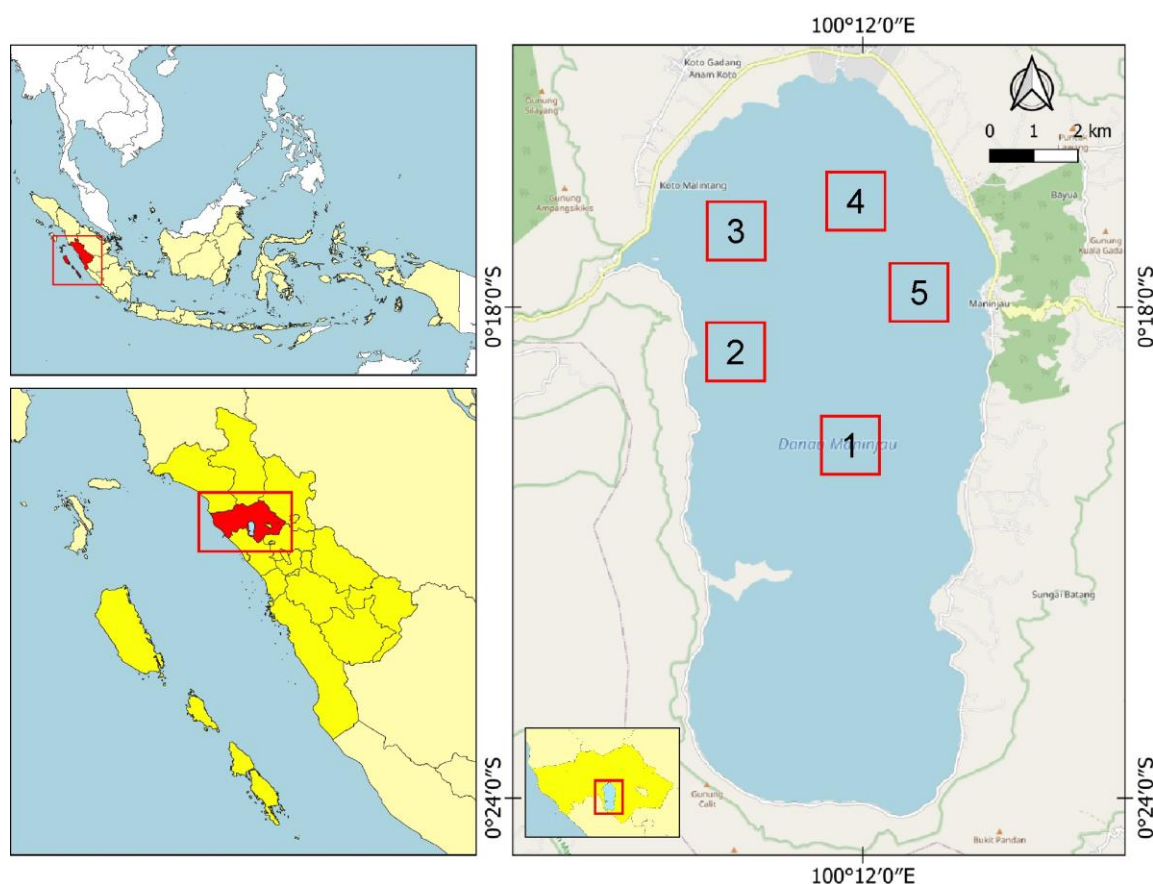 100°12′0″E
Koto Gadang
Anam Koto
Gunung
Silayang
0 1 2 km
Puntuk
Lawang
Koto Malintang
Bayua
Gunung
Ampangsikikis
4
3
Gunung
Kuala Gada
5
Maninjau
0°18′0″S
0°18′0″S
2
Danau Maninjau
1
Sungai Batang
0°24′0″S
Gunung
Calit
0°24′0″S
Bukit Pandan
100°12′0″E